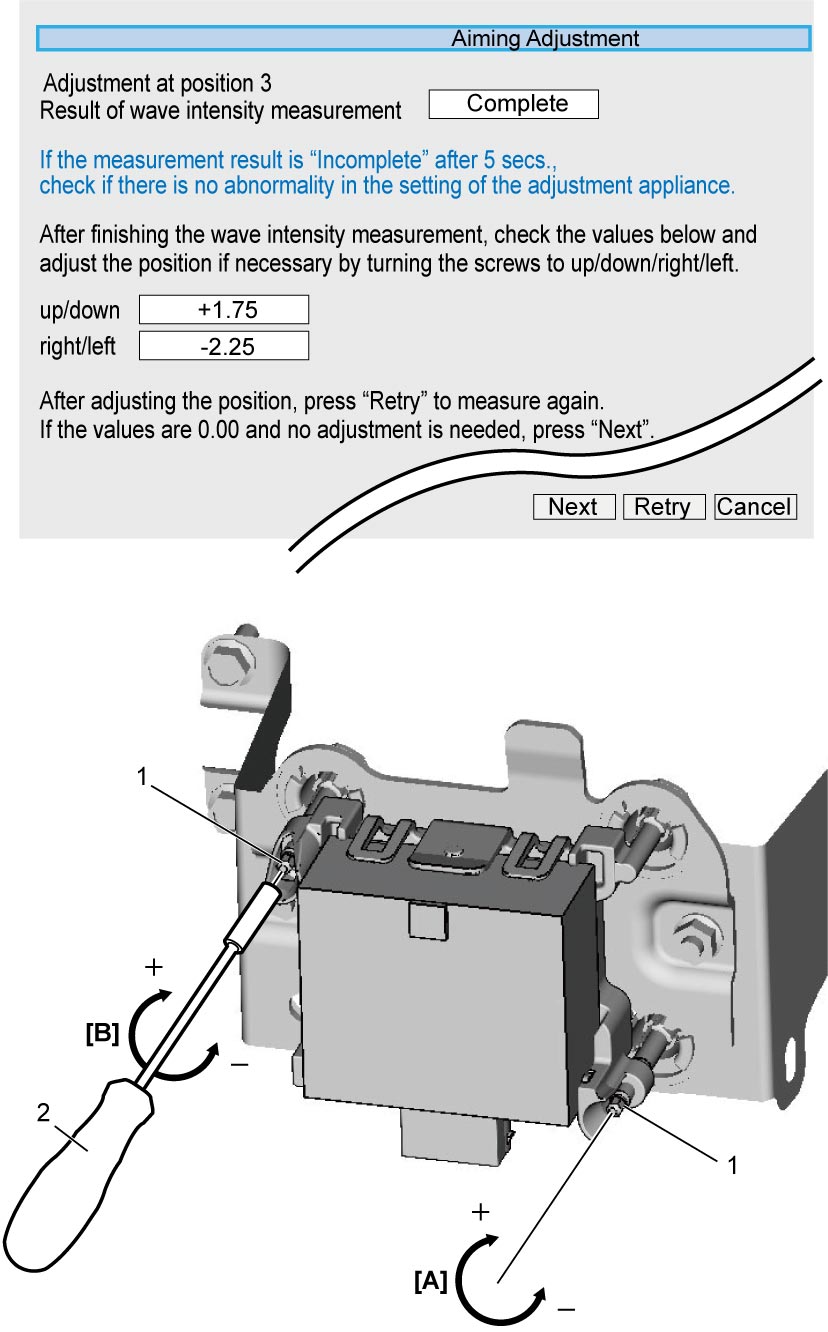 Aiming Adjustment
Adjustment at position 3
Result of wave intensity measurement Complete
If the measurement result is “Incomplete” after 5 secs.,
check if there is no abnormality in the setting of the adjustment appliance.
After finishing the wave intensity measurement, check the values below and
adjust the position if necessary by turning the screws to up/down/right/left.
up/down +1.75
right/left -2.25
After adjusting the position, press “Retry” to measure again.
If the values are 0.00 and no adjustment is needed, press “Next”.
Next Retry Cancel
1
+
[B]
–
2
1
+
[A]
–